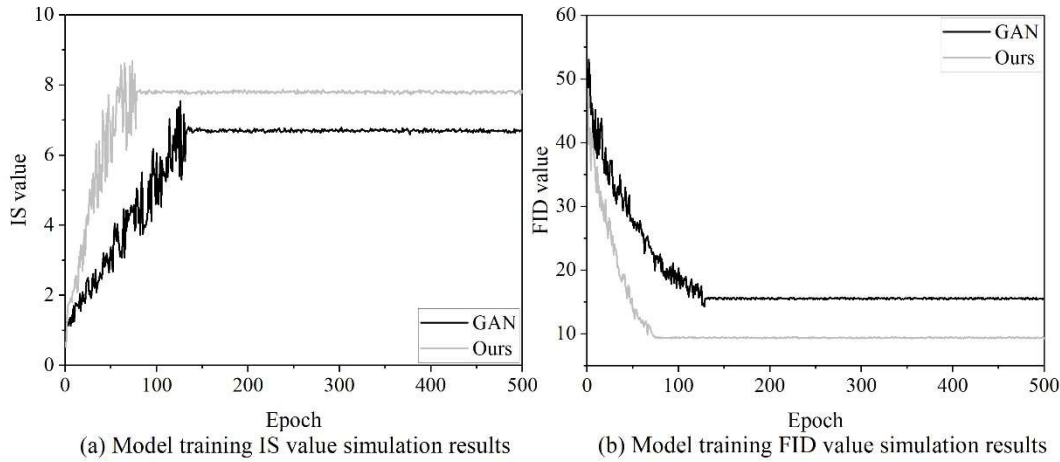 10
8
6
4
2
0
IS value
GAN
Ours
0 100 200 300 400 500
Epoch
(a) Model training IS value simulation results
60
50
40
30
20
10
FID value
GAN
Ours
0 100 200 300 400 500
Epoch
(b) Model training FID value simulation results